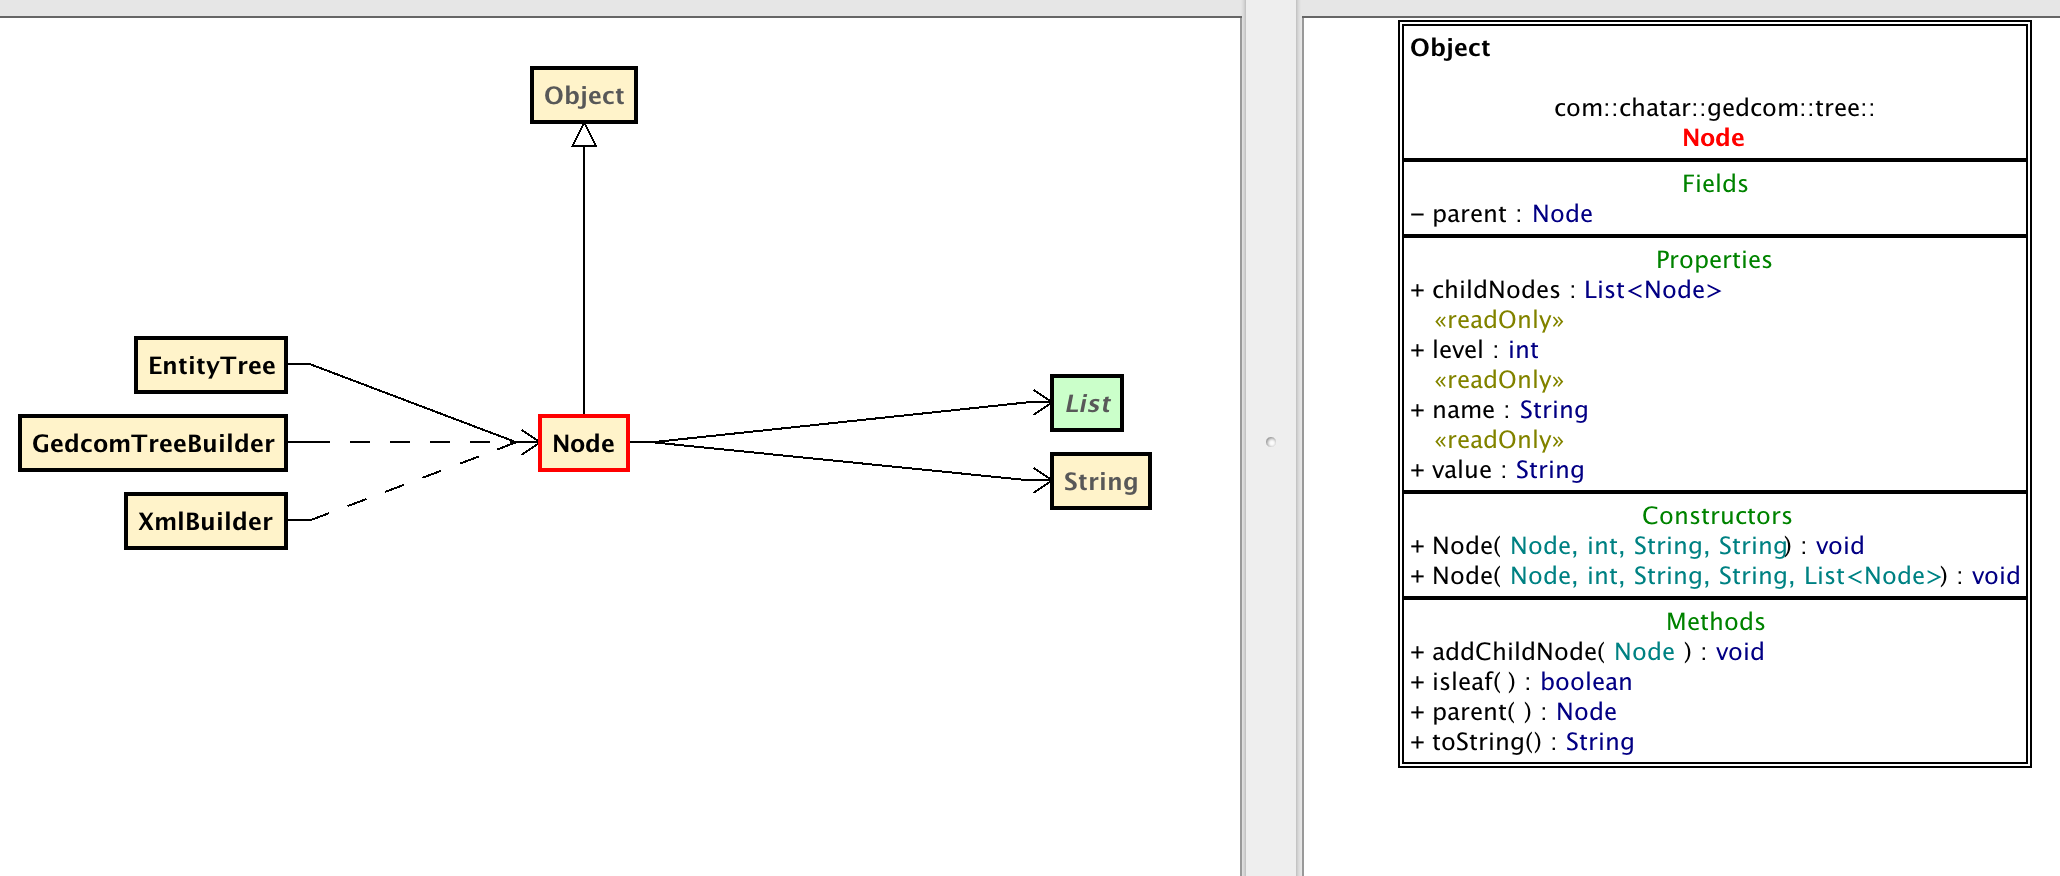 Object
EntityTree
GedcomTreeBuilder
XmlBuilder
Node
List
String
Object
com::chatar::gedcom::tree::
Node
Fields
− parent : Node
Properties
+ childNodes : List<Node>
«readOnly»
+ level : int
«readOnly»
+ name : String
«readOnly»
+ value : String
Constructors
+ Node( Node, int, String, String) : void
+ Node( Node, int, String, String, List<Node>) : void
Methods
+ addChildNode( Node ) : void
+ isleaf( ) : boolean
+ parent( ) : Node
+ toString() : String